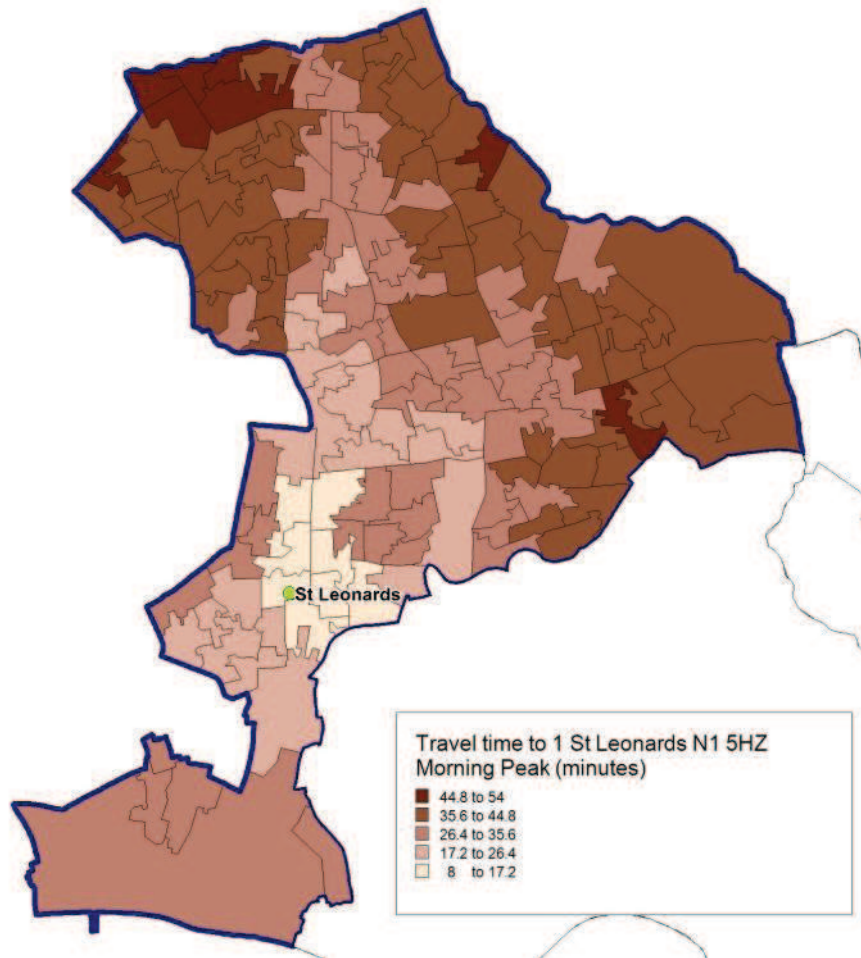 St Leonards
Travel time to 1 St Leonards N1 5HZ
Morning Peak (minutes)
44.8 to 54
35.6 to 44.8
26.4 to 35.6
17.2 to 26.4
8 to 17.2